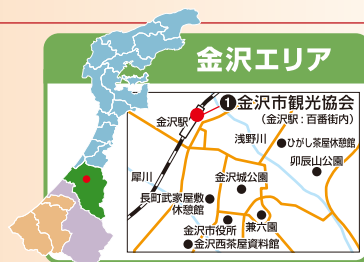 金沢エリア
❶金沢市観光協会
(金沢駅:百番街内)
金沢駅
浅野川
ひがし茶屋休憩館
卯辰山公園
犀川
金沢城公園
長町武家屋敷
休憩館
兼六園
金沢市役所
金沢西茶屋資料館